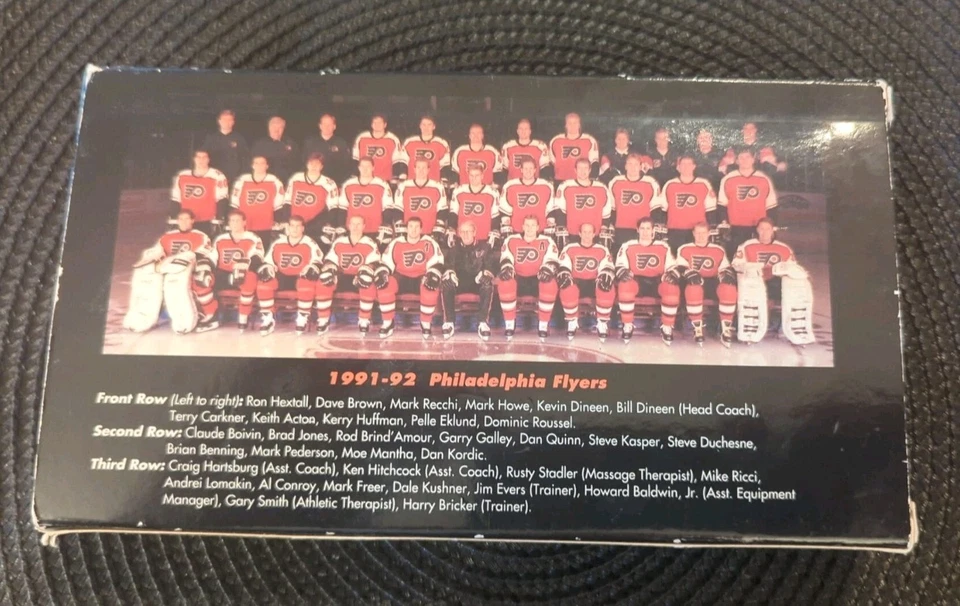 1991-92 Philadelphia Flyers
Front Row (Left to right): Ron Hextall, Dave Brown, Mark Recchi, Mark Howe, Kevin Dineen, Bill Dineen (Head Coach),
Terry Carkner, Keith Acton, Kerry Huffman, Pelle Eklund, Dominic Roussel.
Second Row: Claude Boivin, Brad Jones, Rod Brind'Amour, Garry Galley, Dan Quinn, Steve Kasper, Steve Duchesne,
Brian Benning, Mark Pederson, Moe Mantha, Dan Kordic.
Third Row: Craig Hartsburg (Asst. Coach), Ken Hitchcock (Asst. Coach), Rusty Stadler (Massage Therapist), Mike Ricci,
Andrei Lomakin, Al Conroy, Mark Freer, Dale Kushner, Jim Evers (Trainer), Howard Baldwin, Jr. (Asst. Equipment
Manager), Gary Smith (Athletic Therapist), Harry Bricker (Trainer).